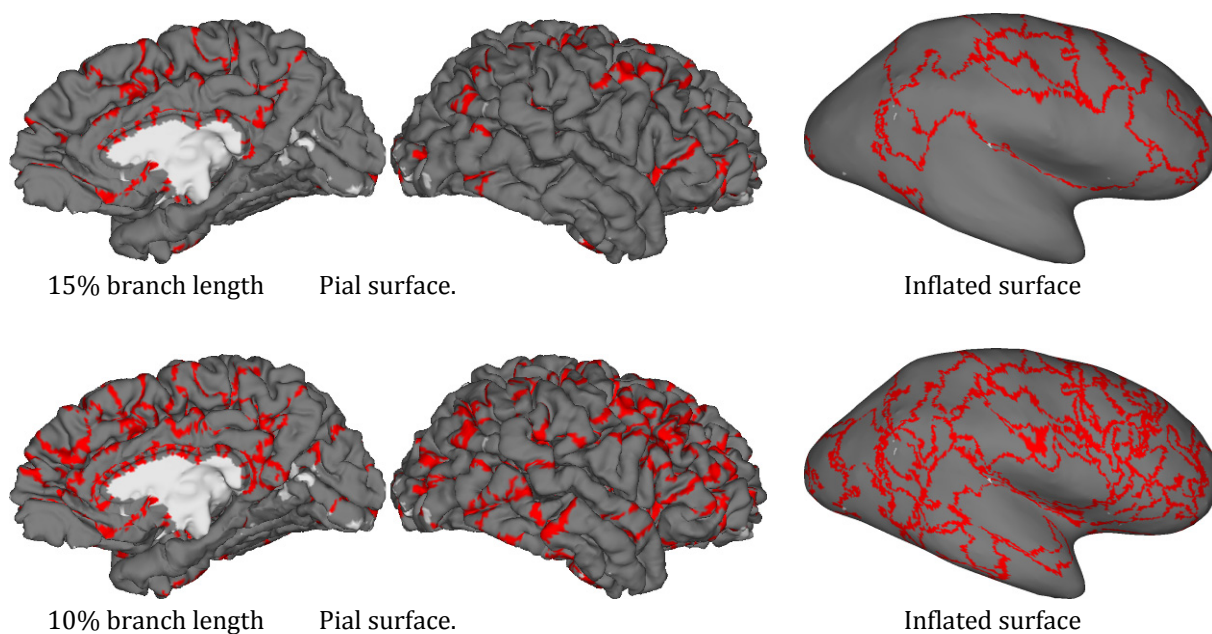 15% branch length Pial surface. Inflated surface
10% branch length Pial surface. Inflated surface